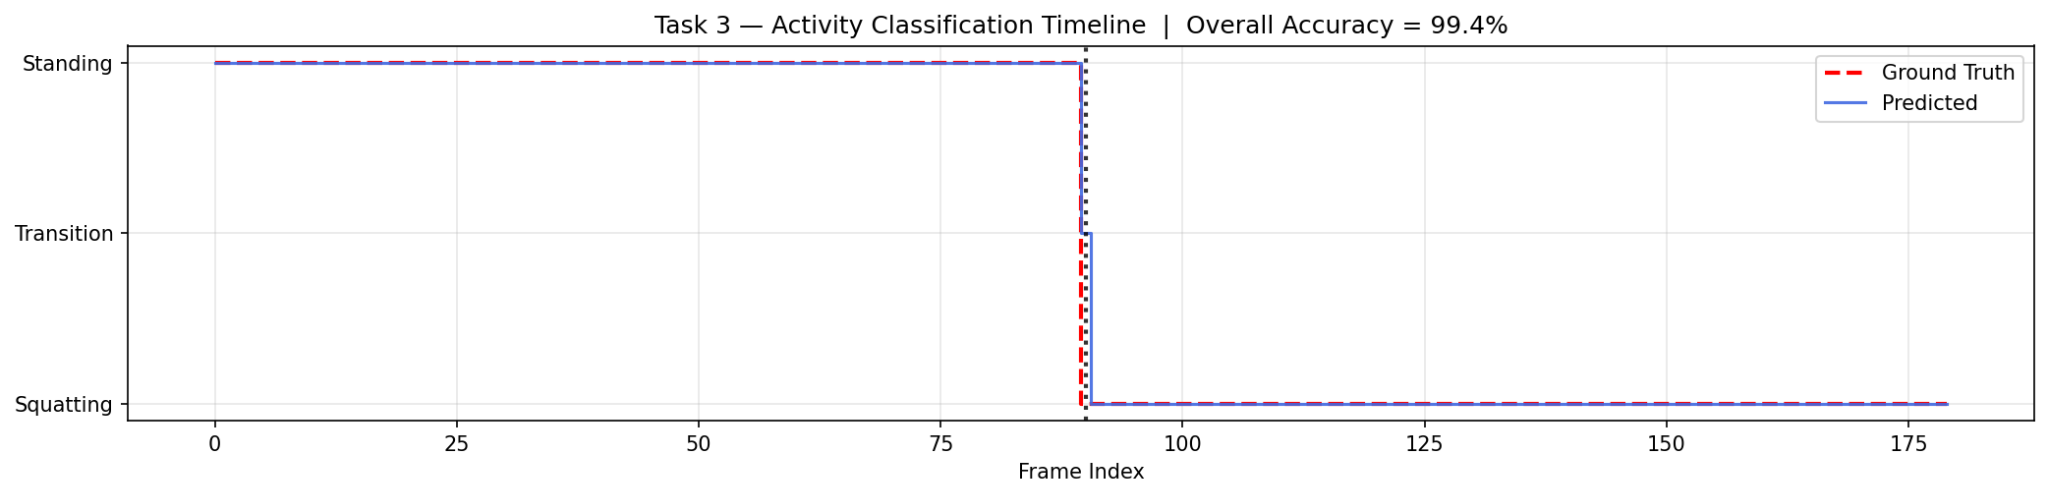 Task 3 — Activity Classification Timeline | Overall Accuracy = 99.4%
Standing
Transition
Squatting
Ground Truth
Predicted
0 25 50 75 100 125 150 175
Frame Index